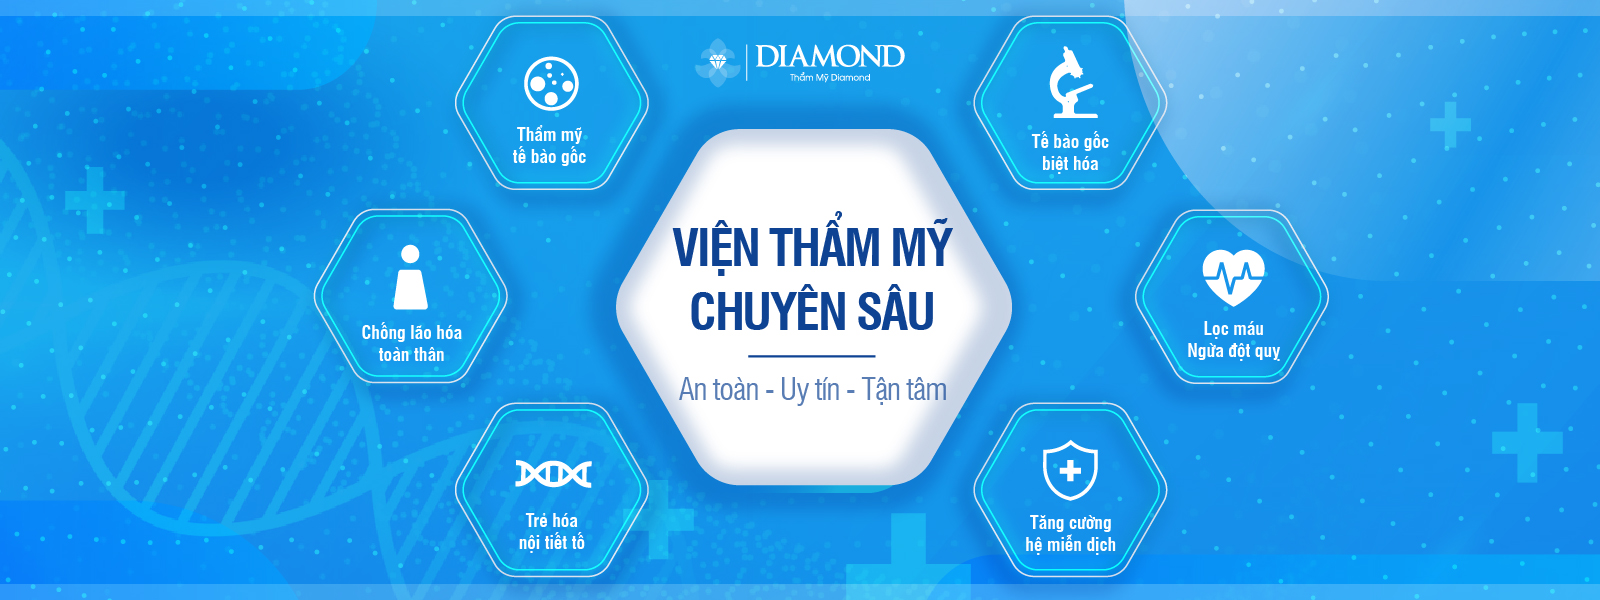 DIAMOND
Thẩm Mỹ Diamond
Thẩm mỹ
tế bào gốc
Tế bào gốc
biệt hóa
VIỆN THẨM MỸ
CHUYÊN SÂU
An toàn - Uy tín - Tận tâm
Chống lão hóa
toàn thân
Lọc máu
Ngừa đột quỵ
Trẻ hóa
nội tiết tố
Tăng cường
hệ miễn dịch